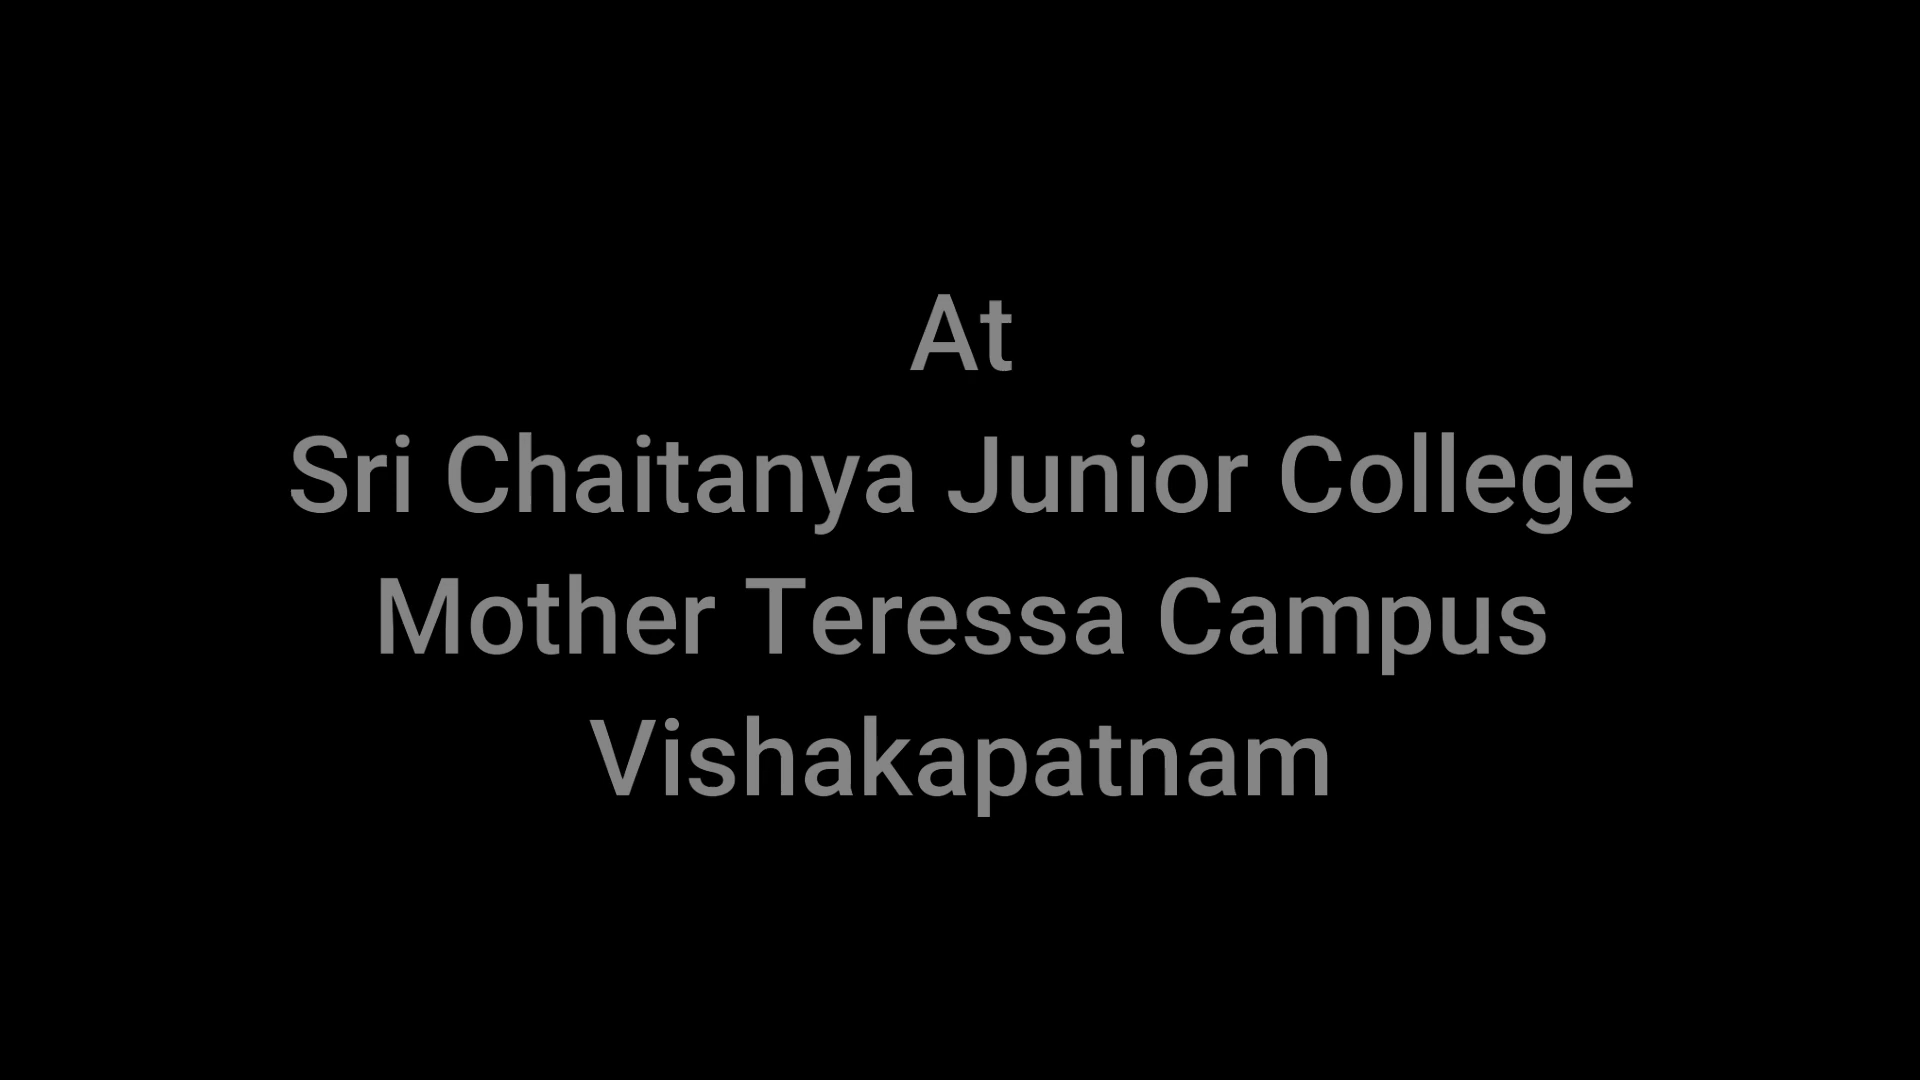 At
Sri Chaitanya Junior College
Mother Teressa Campus
Vishakapatnam